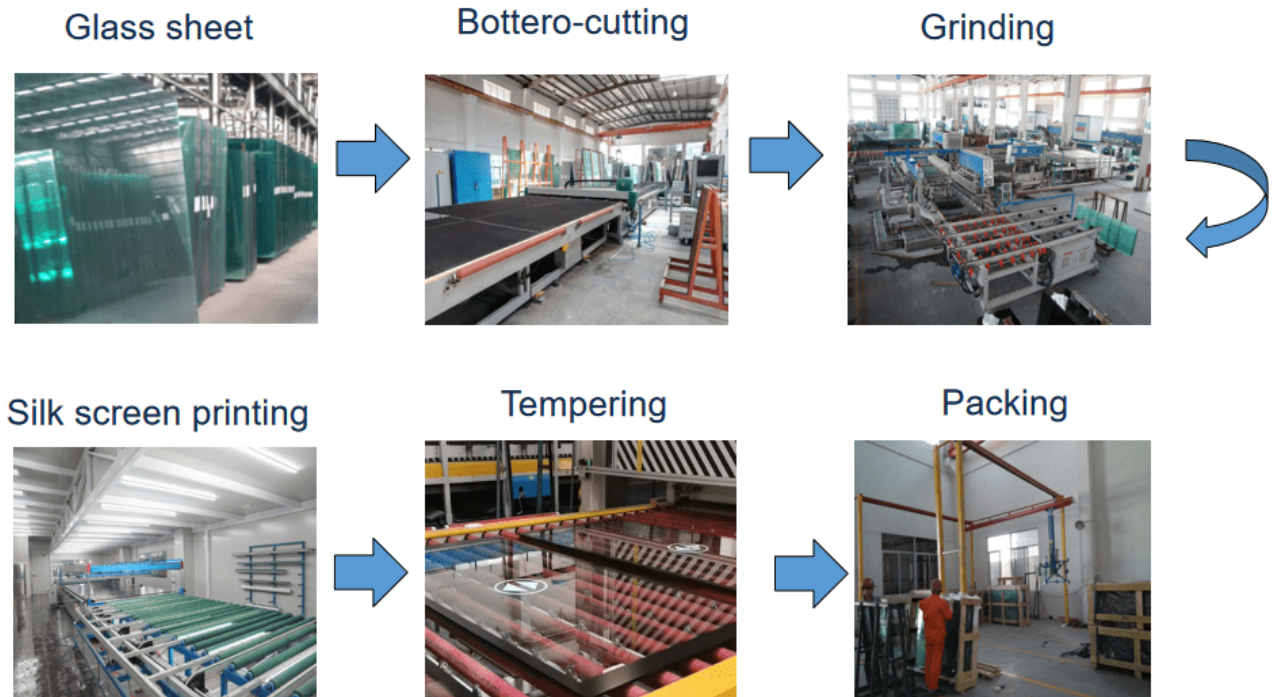 Glass sheet
Bottero-cutting
Grinding
Silk screen printing
Tempering
Packing